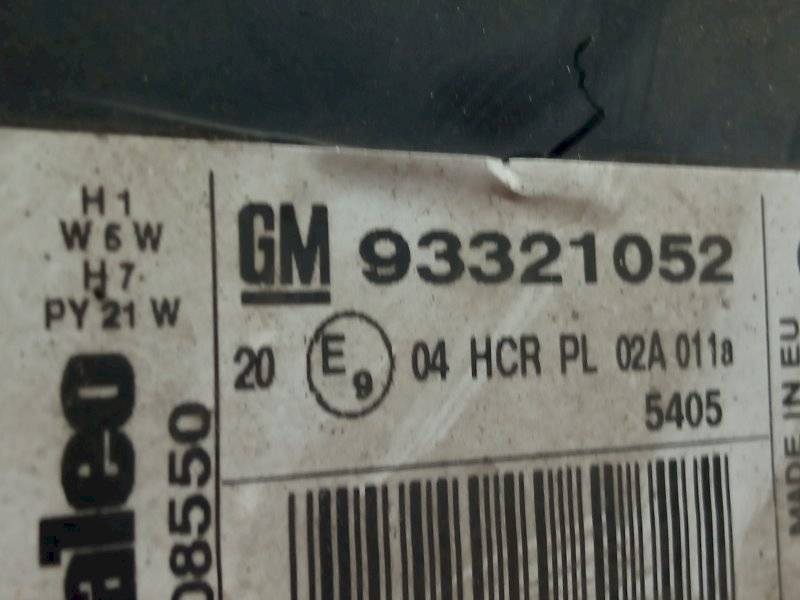 H 1
W 5 W
H 7
PY 21 W
GM 93321052
20 E9 04 HCR PL 02A 011a
5405
aleo
08550
MADE IN EU